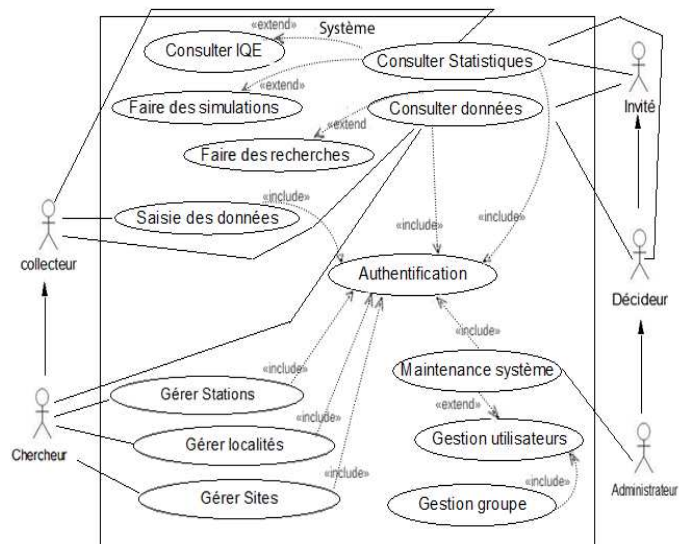 «extend»
Système
Consulter IQE
Consulter Statistiques
«extend»
Faire des simulations
Consulter données
Invité
«extend
Faire des recherches
«include»
Saisie des données
«include»
«include»
collecteur
Authentification
Décideur
«include»
«include»
Maintenance système
Gérer Stations
«extend»
«include»
Gérer localités
Gestion utilisateurs
Chercheur
«include»
«include»
Gérer Sites
Gestion groupe
Administrateur